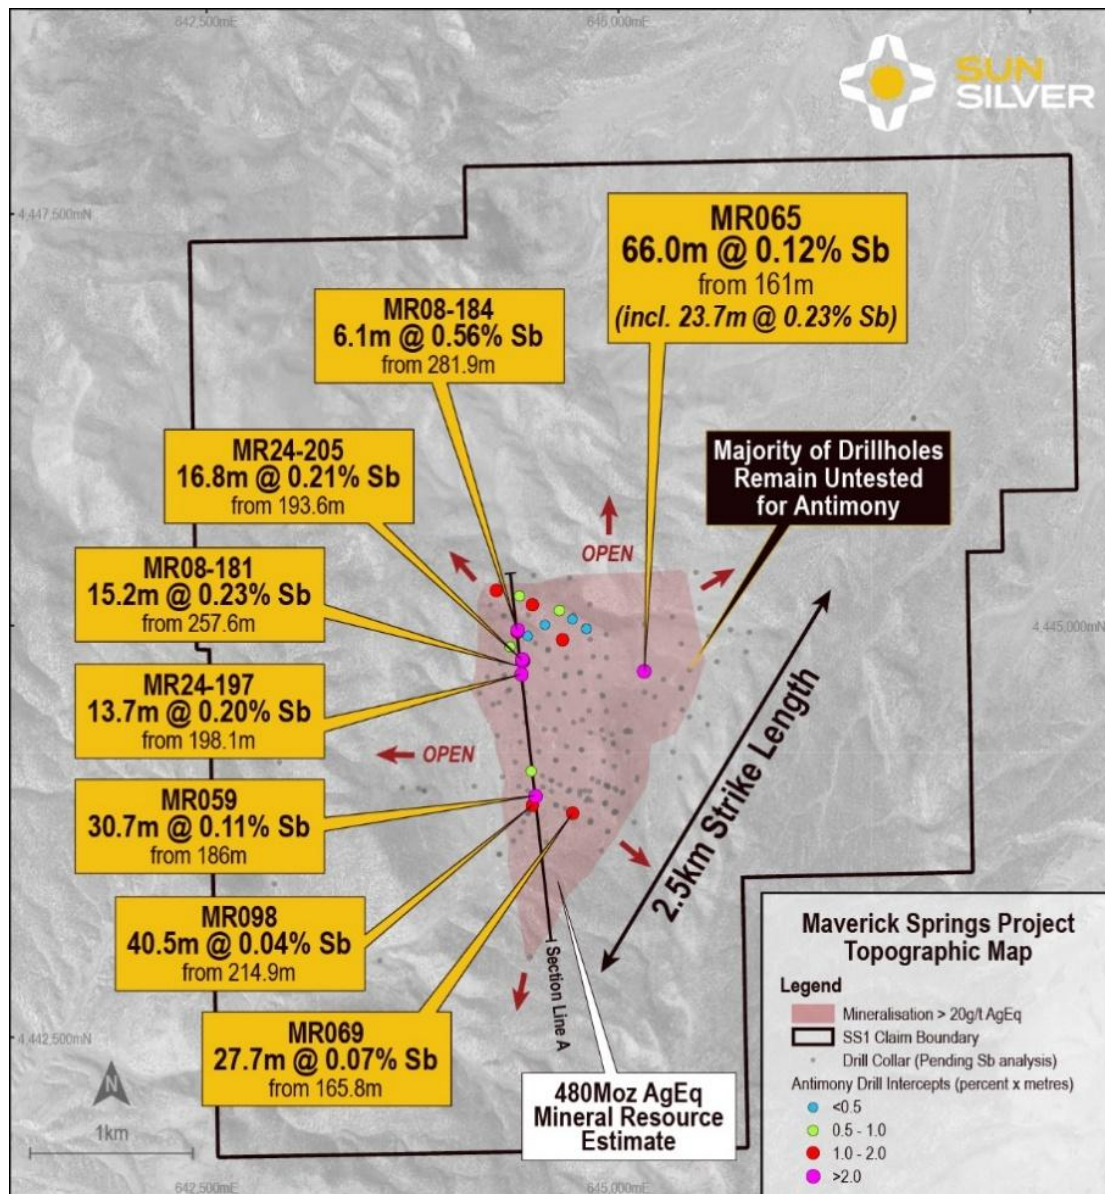 642,500mE
645,000mE
SUN
SILVER
4,447,500mN
MR065
66.0m @ 0.12% Sb
from 161m
(incl. 23.7m @ 0.23% Sb)
MR08-184
6.1m @ 0.56% Sb
from 281.9m
MR24-205
16.8m @ 0.21% Sb
from 193.6m
Majority of Drillholes
Remain Untested
for Antimony
OPEN
MR08-181
15.2m @ 0.23% Sb
from 257.6m
4,445,000mN
MR24-197
13.7m @ 0.20% Sb
from 198.1m
OPEN
2.5km Strike Length
MR059
30.7m @ 0.11% Sb
from 186m
MR098
40.5m @ 0.04% Sb
from 214.9m
Section Line A
MR069
27.7m @ 0.07% Sb
from 165.8m
4,442,500mN
N
1km
480Moz AgEq
Mineral Resource
Estimate
Maverick Springs Project
Topographic Map
Legend
Mineralisation > 20g/t AgEq
SS1 Claim Boundary
Drill Collar (Pending Sb analysis)
Antimony Drill Intercepts (percent x metres)
<0.5
0.5 - 1.0
1.0 - 2.0
>2.0
642,500mE
645,000mE